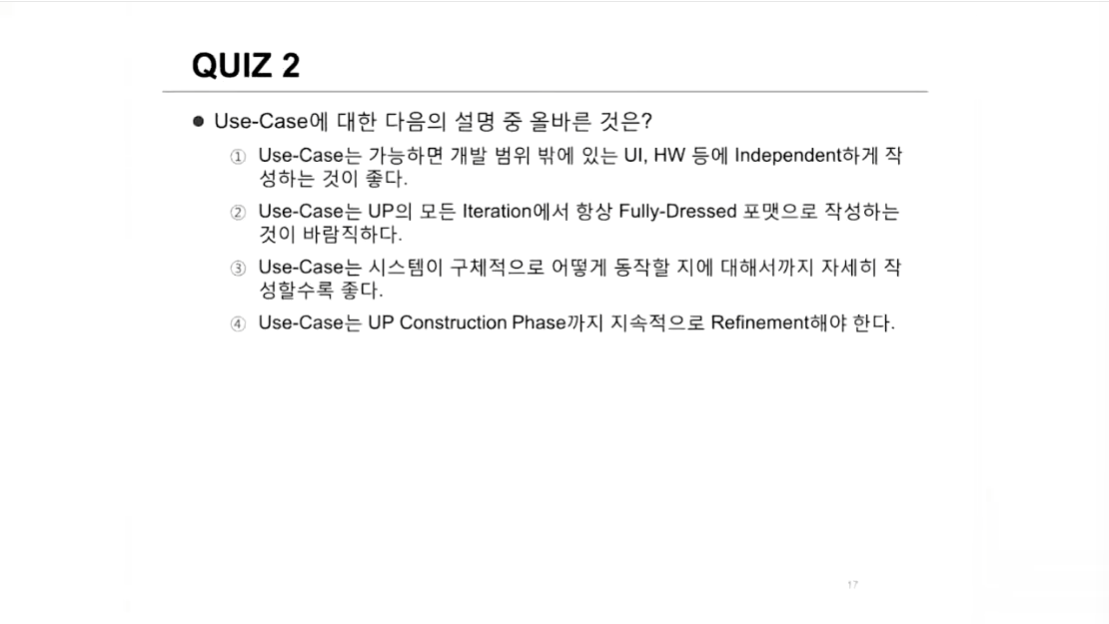 QUIZ 2
● Use-Case에 대한 다음의 설명 중 올바른 것은?
① Use-Case는 가능하면 개발 범위 밖에 있는 UI, HW 등에 Independent하게 작
성하는 것이 좋다.
② Use-Case는 UP의 모든 Iteration에서 항상 Fully-Dressed 포맷으로 작성하는
것이 바람직하다.
③ Use-Case는 시스템이 구체적으로 어떻게 동작할 지에 대해서까지 자세히 작
성할수록 좋다.
④ Use-Case는 UP Construction Phase까지 지속적으로 Refinement해야 한다.
17